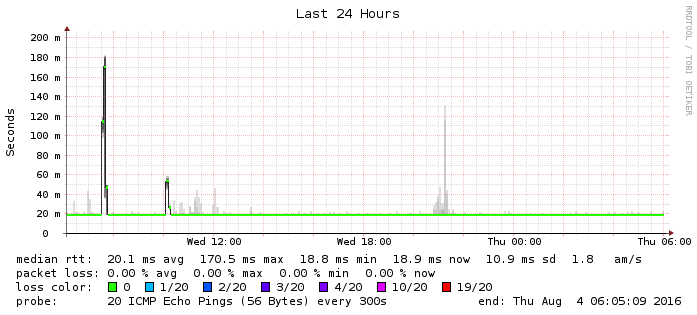 Last 24 Hours
RRDTOOL / TOBI OETIKER
Seconds
200 m
180 m
160 m
140 m
120 m
100 m
80 m
60 m
40 m
20 m
0
Wed 12:00 Wed 18:00 Thu 00:00 Thu 06:00
median rtt: 20.1 ms avg 170.5 ms max 18.8 ms min 18.9 ms now 10.9 ms sd 1.8 am/s
packet loss: 0.00 % avg 0.00 % max 0.00 % min 0.00 % now
loss color: 0 1/20 2/20 3/20 4/20 10/20 19/20
probe: 20 ICMP Echo Pings (56 Bytes) every 300s end: Thu Aug 4 06:05:09 2016